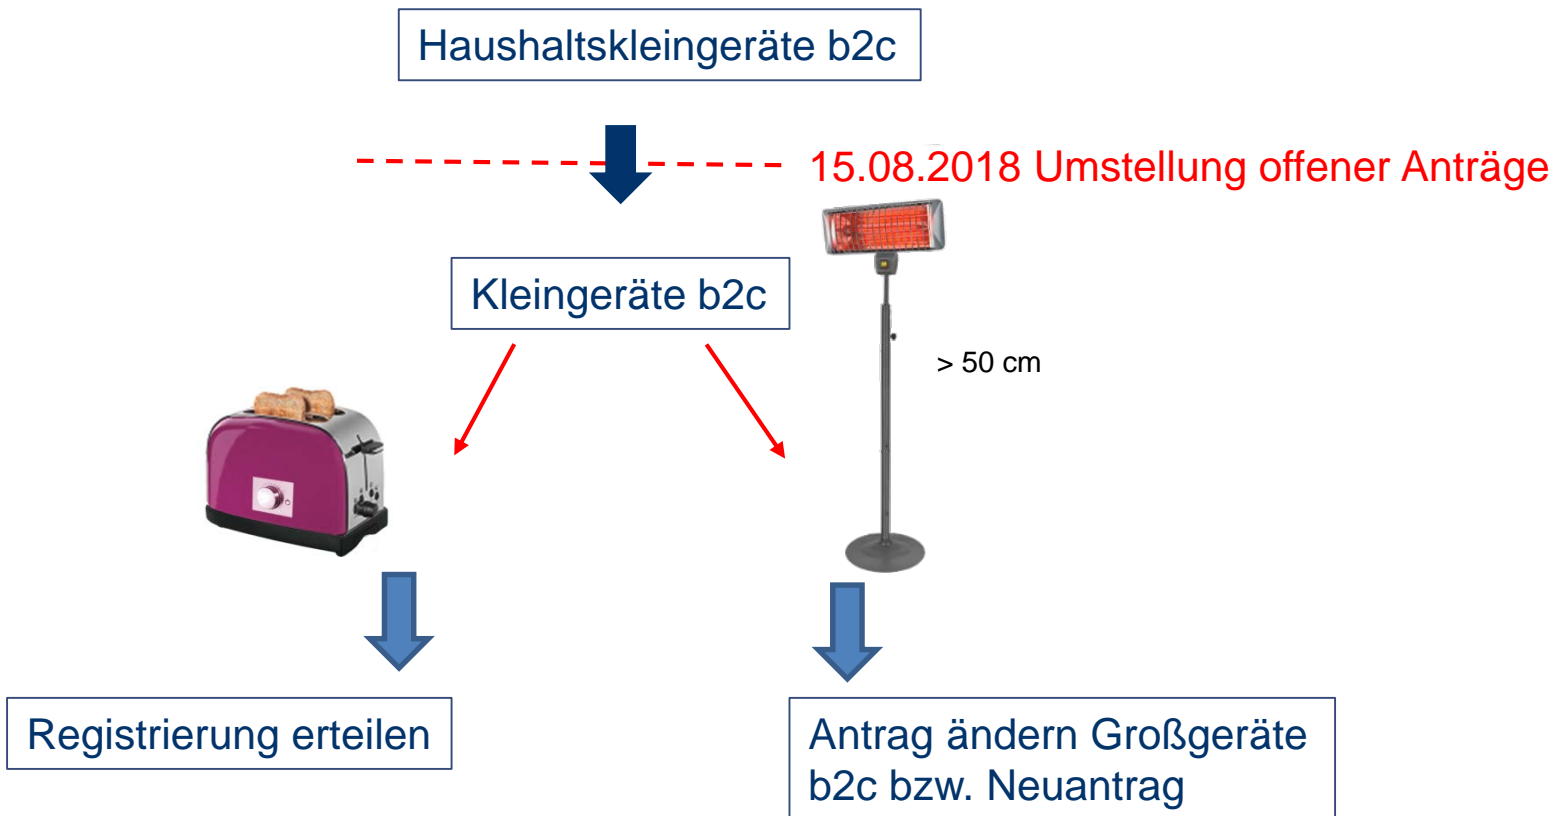 Haushaltskleingeräte b2c
15.08.2018 Umstellung offener Anträge
Kleingeräte b2c
> 50 cm
Registrierung erteilen
Antrag ändern Großgeräte
b2c bzw. Neuantrag